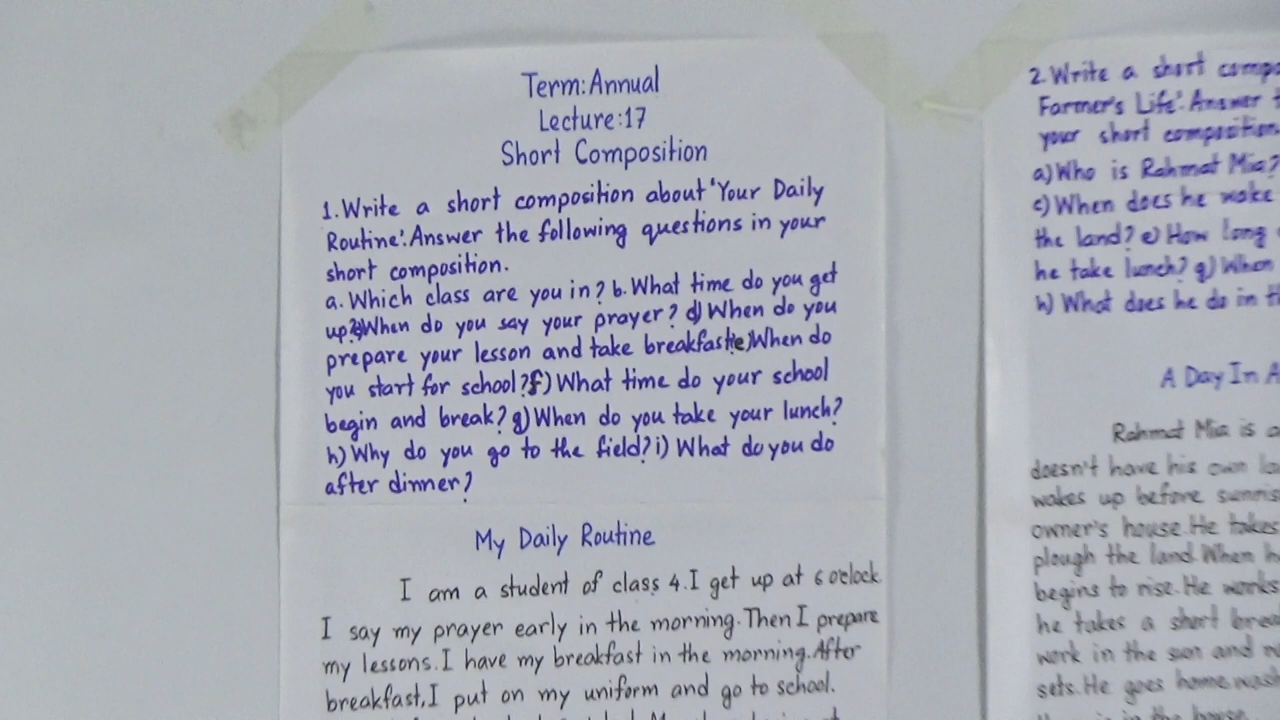 Term:Annual
Lecture:17
Short Composition
1.Write a short composition about 'Your Daily
Routine'.Answer the following questions in your
short composition.
a. Which class are you in? b. What time do you get
up? When do you say your prayer? d) When do you
prepare your lesson and take breakfast e) When do
you start for school? f) What time do your school
begin and break? g) When do you take your lunch?
h) Why do you go to the field? i) What do you do
after dinner?
My Daily Routine
I am a student of class 4. I get up at 6 o'clock
I say my prayer early in the morning. Then I prepare
my lessons. I have my breakfast in the morning. After
breakfast, I put on my uniform and go to school.
2. Write a short
Farmer's Life'. Answer
your short composition
a) Who is Rahmat Mia?
c) When does he wake
the land? e) How long
he take lunch? g) When
h) What does he do in
A Day In A
Rahmat Mia is a
doesn't have his own
wakes up before
owner's house. He takes
plough the land. When
begins to rise. He works
he takes a short
work in the sun and
sets. He goes home. wash